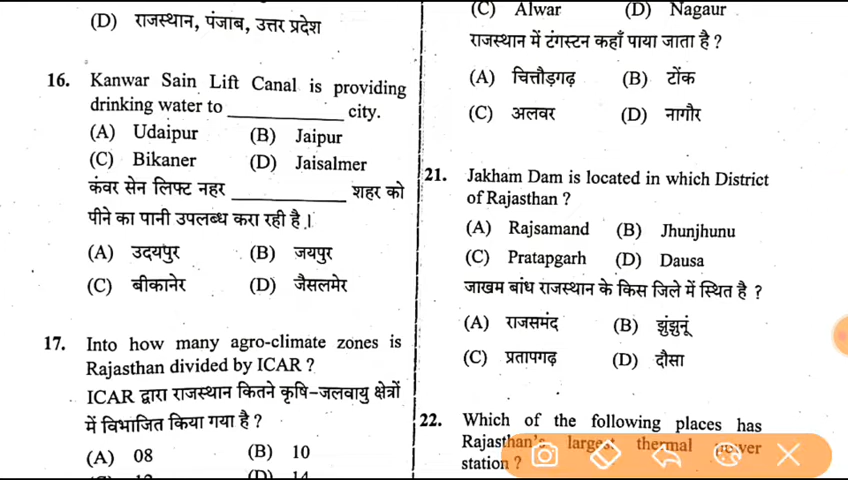 (D) राजस्थान, पंजाब, उत्तर प्रदेश
16. Kanwar Sain Lift Canal is providing
drinking water to ____________ city.
(A) Udaipur (B) Jaipur
(C) Bikaner (D) Jaisalmer
कंवर सेन लिफ्ट नहर ____________ शहर को
पीने का पानी उपलब्ध करा रही है।
(A) उदयपुर (B) जयपुर
(C) बीकानेर (D) जैसलमेर
17. Into how many agro-climate zones is
Rajasthan divided by ICAR ?
ICAR द्वारा राजस्थान कितने कृषि-जलवायु क्षेत्रों
में विभाजित किया गया है ?
(A) 08 (B) 10
(D) 14
(C) Alwar (D) Nagaur
राजस्थान में टंगस्टन कहाँ पाया जाता है ?
(A) चित्तौड़गढ़ (B) टोंक
(C) अलवर (D) नागौर
21. Jakham Dam is located in which District
of Rajasthan ?
(A) Rajsamand (B) Jhunjhunu
(C) Pratapgarh (D) Dausa
जाखम बांध राजस्थान के किस जिले में स्थित है ?
(A) राजसमंद (B) झुंझुनूं
(C) प्रतापगढ़ (D) दौसा
22. Which of the following places has
Rajasthan's largest thermal power
station ?